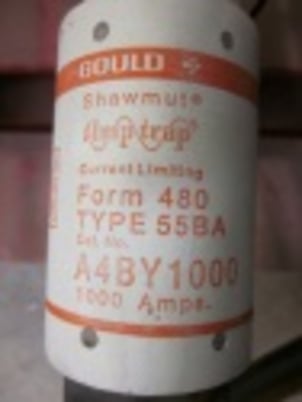 GOULD
Shawmut
Amp-trap
Current Limiting
Form 480
TYPE 55BA
Cat. No.
A4BY1000
1000 Amps.